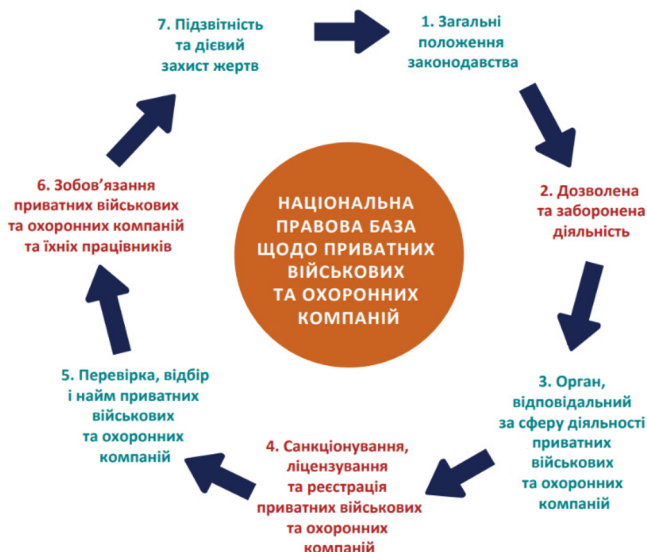 7. Підзвітність
та дієвий
захист жертв
1. Загальні
положення
законодавства
2. Дозволена
та заборонена
діяльність
3. Орган,
відповідальний
за сферу діяльності
приватних
військових
та охоронних
компаній
4. Санкціонування,
ліцензування
та реєстрація
приватних військових
та охоронних
компаній
5. Перевірка, відбір
і найм приватних
військових
та охоронних
компаній
6. Зобов’язання
приватних військових
та охоронних компаній
та їхніх працівників
НАЦІОНАЛЬНА
ПРАВОВА БАЗА
ЩОДО ПРИВАТНИХ
ВІЙСЬКОВИХ
ТА ОХОРОННИХ
КОМПАНІЙ